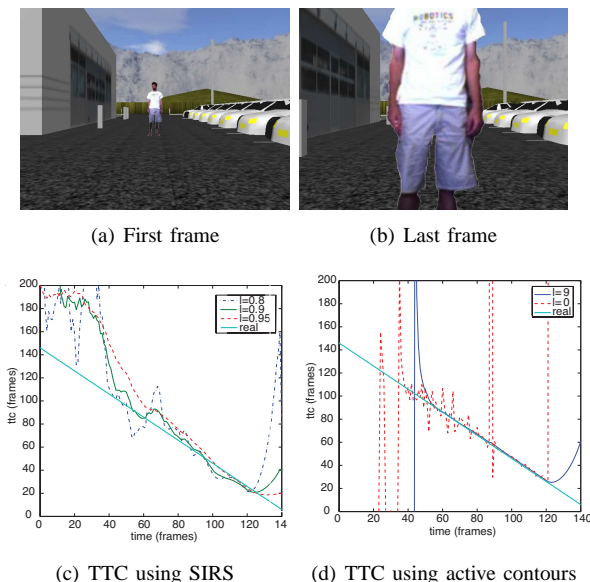 ROBOTICS
(a) First frame
(b) Last frame
200
180
160
140
120
100
80
60
40
20
0
ttc (frames)
l=0.8
l=0.9
l=0.95
real
0 20 40 60 80 100 120 140
time (frames)
200
180
160
140
120
100
80
60
40
20
0
ttc (frames)
l=9
l=0
real
0 20 40 60 80 100 120 140
time (frames)
(c) TTC using SIRS
(d) TTC using active contours